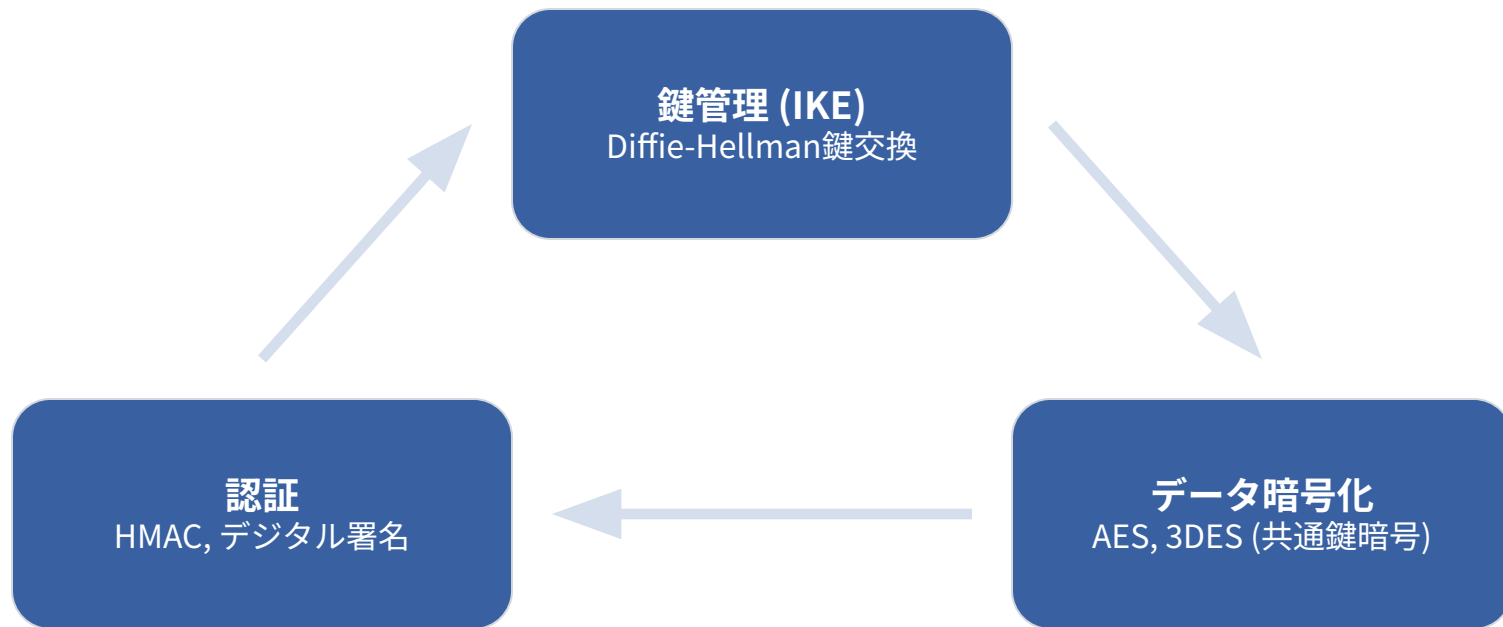 鍵管理 (IKE)
Diffie-Hellman鍵交換
認証
HMAC, デジタル署名
データ暗号化
AES, 3DES (共通鍵暗号)